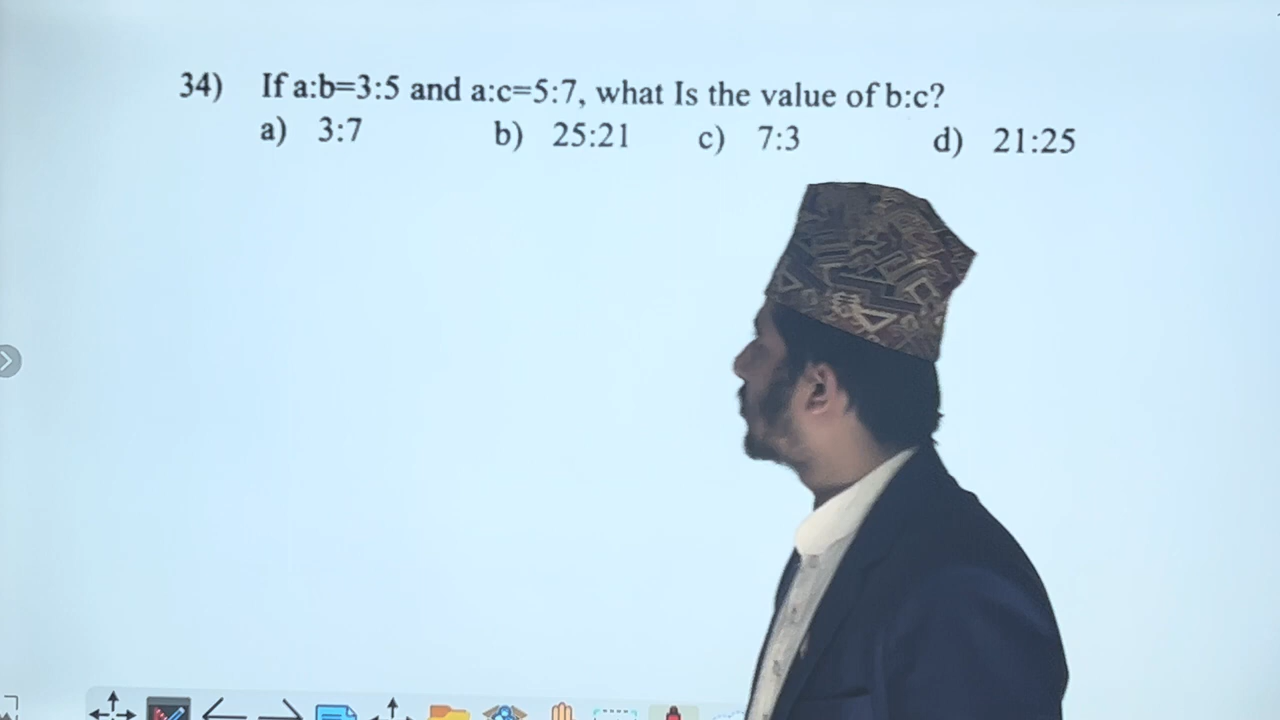 34) If a:b=3:5 and a:c=5:7, what Is the value of b:c?
a) 3:7 b) 25:21 c) 7:3 d) 21:25